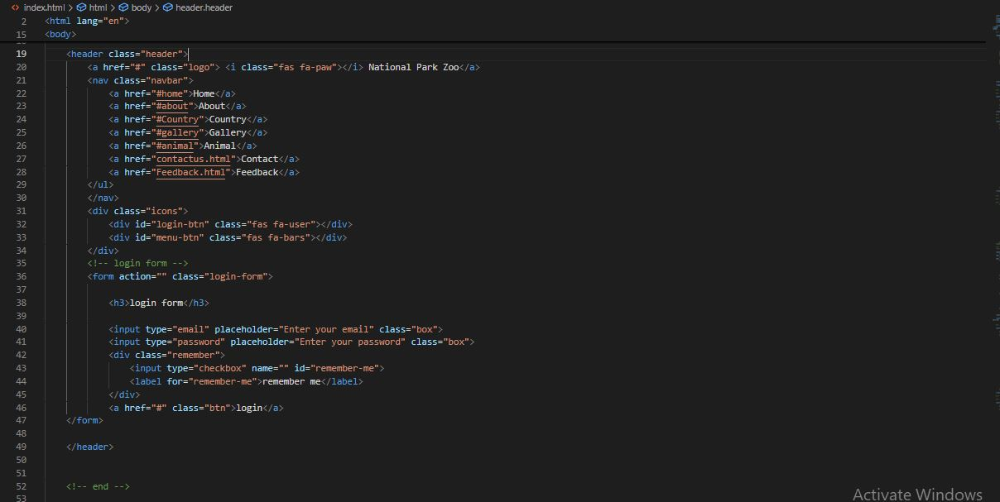 index.html > html > body > header.header
2 <html lang="en">
15 <body>
19 <header class="header">
20 <a href="#" class="logo"> <i class="fas fa-paw"></i> National Park Zoo</a>
21 <nav class="navbar">
22 <a href="#home">Home</a>
23 <a href="#about">About</a>
24 <a href="#Country">Country</a>
25 <a href="#gallery">Gallery</a>
26 <a href="#animal">Animal</a>
27 <a href="contactus.html">Contact</a>
28 <a href="Feedback.html">Feedback</a>
29 </ul>
30 </nav>
31 <div class="icons">
32 <div id="login-btn" class="fas fa-user"></div>
33 <div id="menu-btn" class="fas fa-bars"></div>
34 </div>
35 <!-- login form -->
36 <form action="" class="login-form">
37
38 <h3>login form</h3>
39
40 <input type="email" placeholder="Enter your email" class="box">
41 <input type="password" placeholder="Enter your password" class="box">
42 <div class="remember">
43 <input type="checkbox" name="" id="remember-me">
44 <label for="remember-me">remember me</label>
45 </div>
46 <a href="#" class="btn">login</a>
47 </form>
48
49 </header>
50
51
52 <!-- end -->
53
Activate Windows